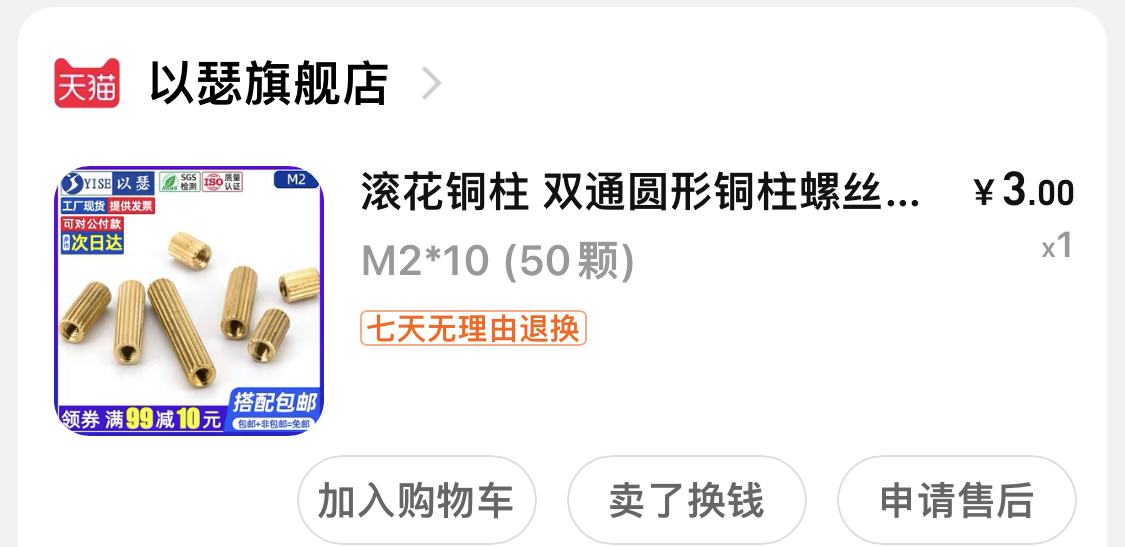 天猫 以瑟旗舰店
YISE 以瑟 SGS检测 ISO 质量认证 M2
工厂现货 提供发票
可对公付款
次日达
领券 满99减10元
搭配包邮
包邮+非包邮=免邮
滚花铜柱 双通圆形铜柱螺丝... ¥3.00
M2*10 (50颗) x1
七天无理由退换
加入购物车 卖了换钱 申请售后